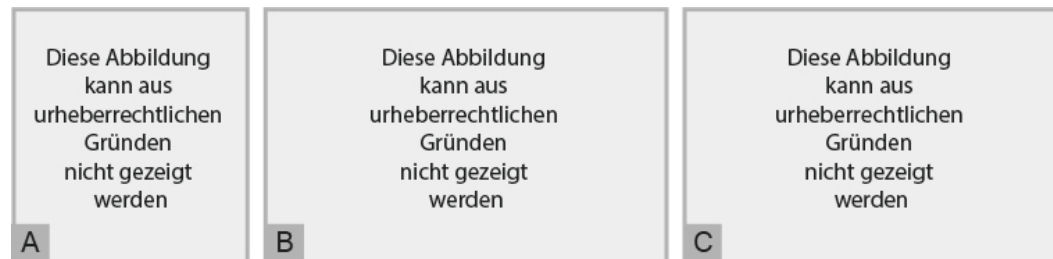 Diese Abbildung
kann aus
urheberrechtlichen
Gründen
nicht gezeigt
werden
A
Diese Abbildung
kann aus
urheberrechtlichen
Gründen
nicht gezeigt
werden
B
Diese Abbildung
kann aus
urheberrechtlichen
Gründen
nicht gezeigt
werden
C